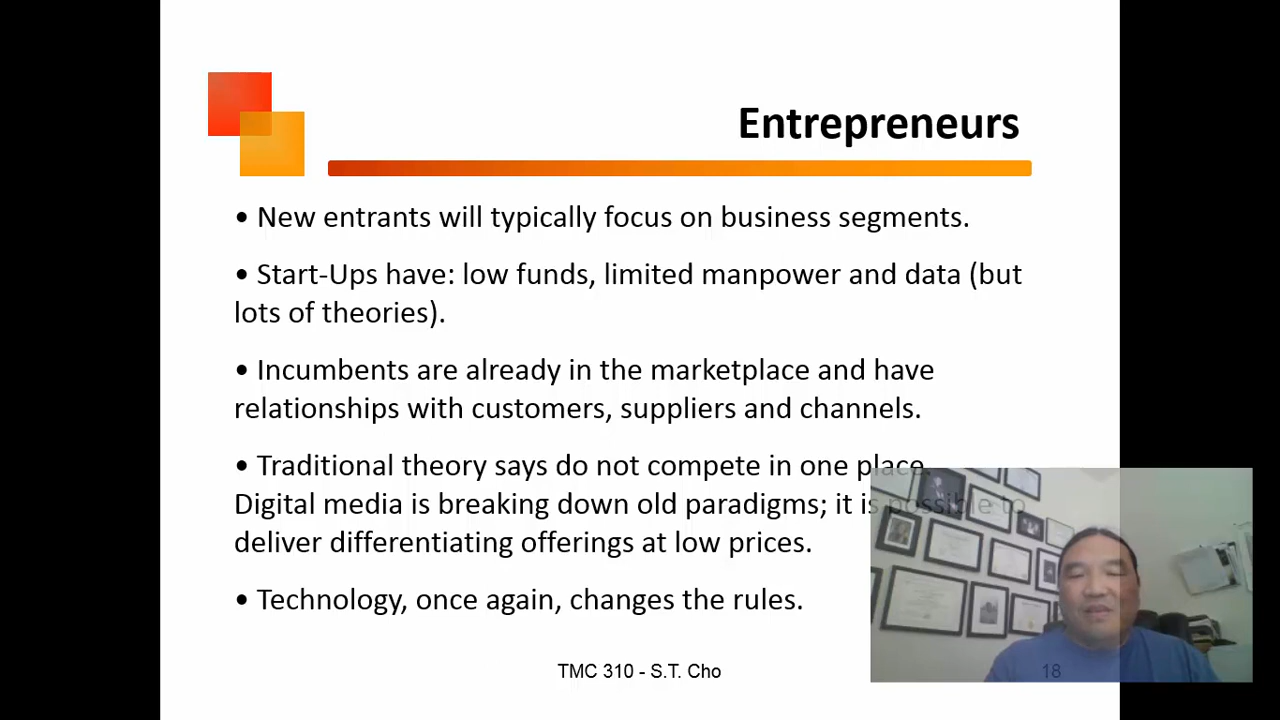 Entrepreneurs
• New entrants will typically focus on business segments.
• Start-Ups have: low funds, limited manpower and data (but
lots of theories).
• Incumbents are already in the marketplace and have
relationships with customers, suppliers and channels.
• Traditional theory says do not compete in one place.
Digital media is breaking down old paradigms; it is possible to
deliver differentiating offerings at low prices.
• Technology, once again, changes the rules.
TMC 310 - S.T. Cho
18